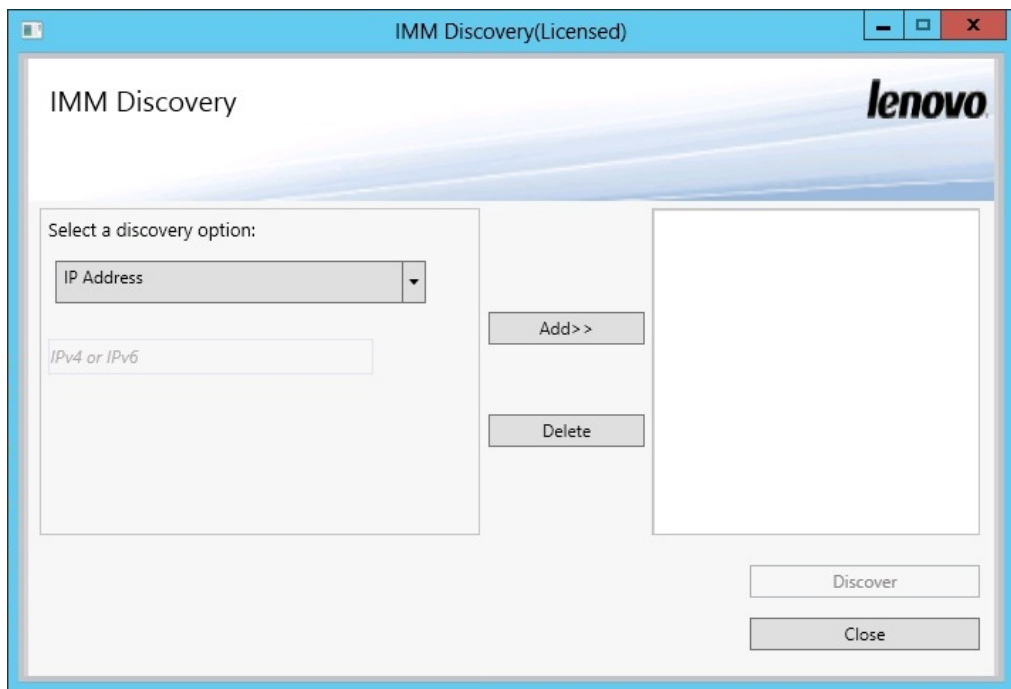 IMM Discovery(Licensed)
IMM Discovery
lenovo
Select a discovery option:
IP Address
IPv4 or IPv6
Add>>
Delete
Discover
Close